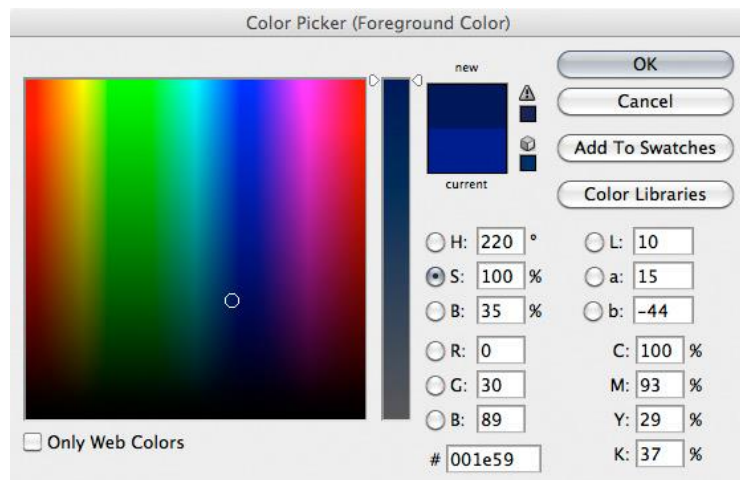 Color Picker (Foreground Color)
new
current
OK
Cancel
Add To Swatches
Color Libraries
H: 220 °
S: 100 %
B: 35 %
R: 0
G: 30
B: 89
# 001e59
L: 10
a: 15
b: -44
C: 100 %
M: 93 %
Y: 29 %
K: 37 %
Only Web Colors